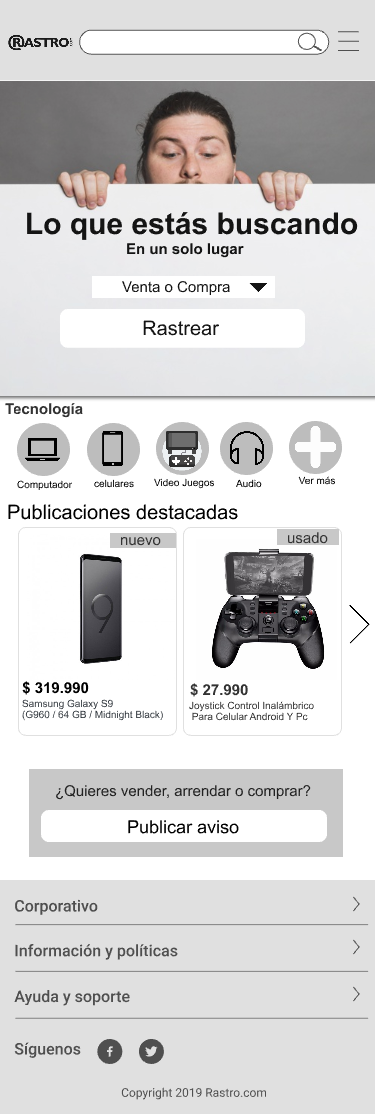 RASTRO
Lo que estás buscando
En un solo lugar
Venta o Compra
Rastrear
Tecnología
Computador
celulares
Video Juegos
Audio
Ver más
Publicaciones destacadas
nuevo
usado
9
$ 319.990
Samsung Galaxy S9
(G960 / 64 GB / Midnight Black)
$ 27.990
Joystick Control Inalámbrico
Para Celular Android Y Pc
¿Quieres vender, arrendar o comprar?
Publicar aviso
Corporativo
Información y políticas
Ayuda y soporte
Síguenos
Copyright 2019 Rastro.com